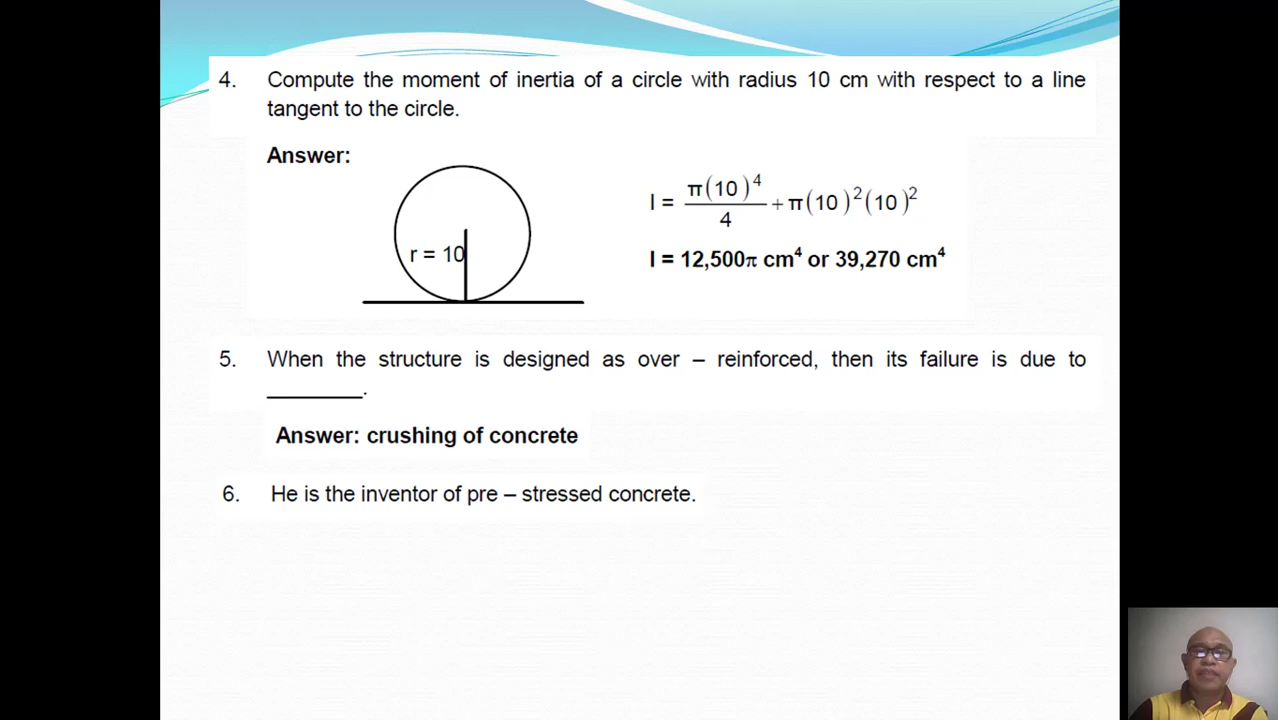 4. Compute the moment of inertia of a circle with radius 10 cm with respect to a line
tangent to the circle.
Answer:
r = 10
I = π(10)⁴/4 + π(10)²(10)²
I = 12,500π cm⁴ or 39,270 cm⁴
5. When the structure is designed as over – reinforced, then its failure is due to
________.
Answer: crushing of concrete
6. He is the inventor of pre – stressed concrete.